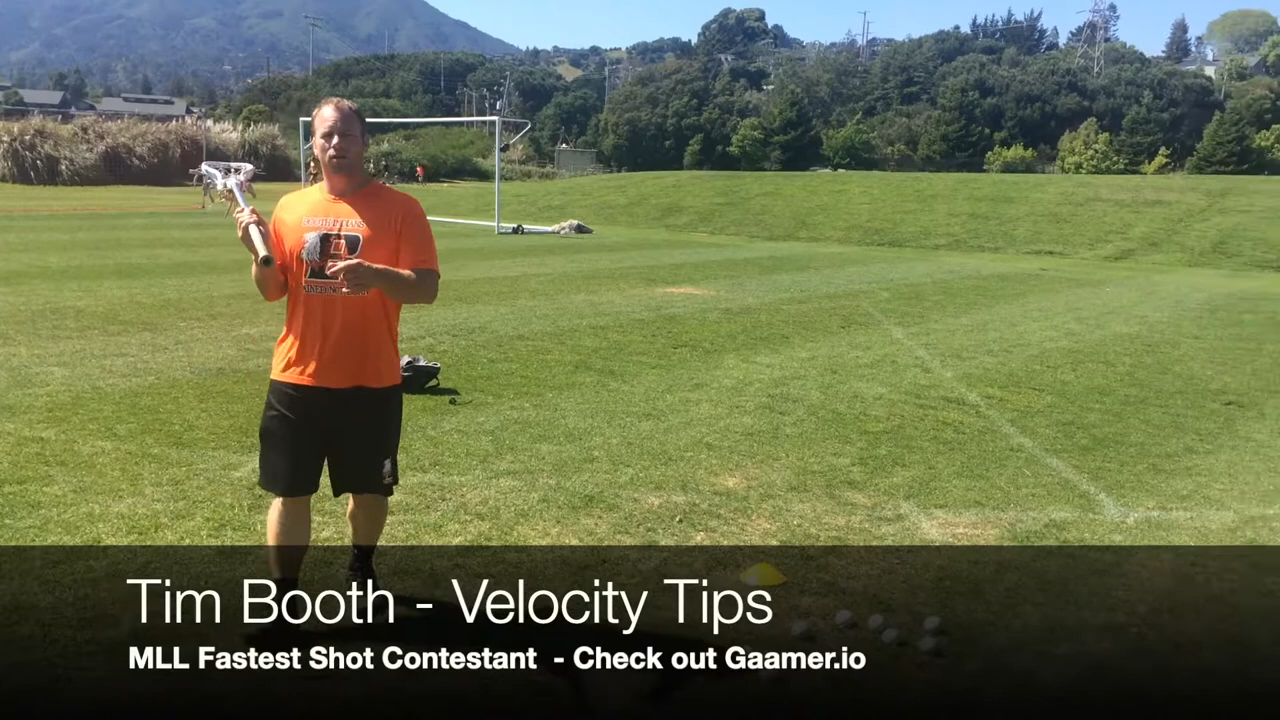 Tim Booth - Velocity Tips
MLL Fastest Shot Contestant - Check out Gaamer.io